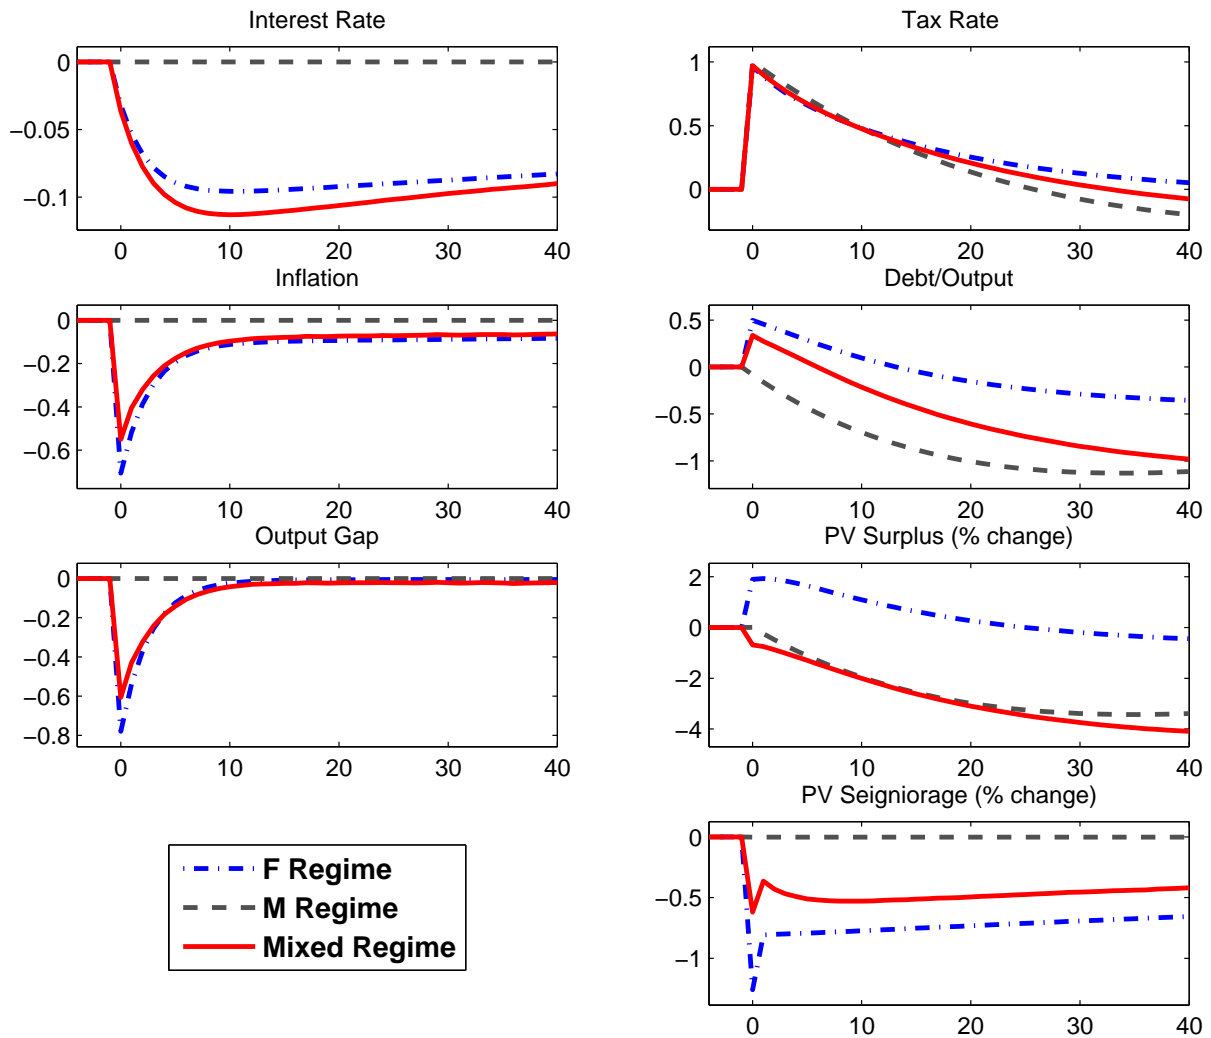 Interest Rate
0
−0.05
−0.1
0 10 20 30 40
Tax Rate
1
0.5
0
0 10 20 30 40
Inflation
0
−0.2
−0.4
−0.6
0 10 20 30 40
Debt/Output
0.5
0
−0.5
−1
0 10 20 30 40
Output Gap
0
−0.2
−0.4
−0.6
−0.8
0 10 20 30 40
PV Surplus (% change)
2
0
−2
−4
0 10 20 30 40
F Regime
M Regime
Mixed Regime
PV Seigniorage (% change)
0
−0.5
−1
0 10 20 30 40